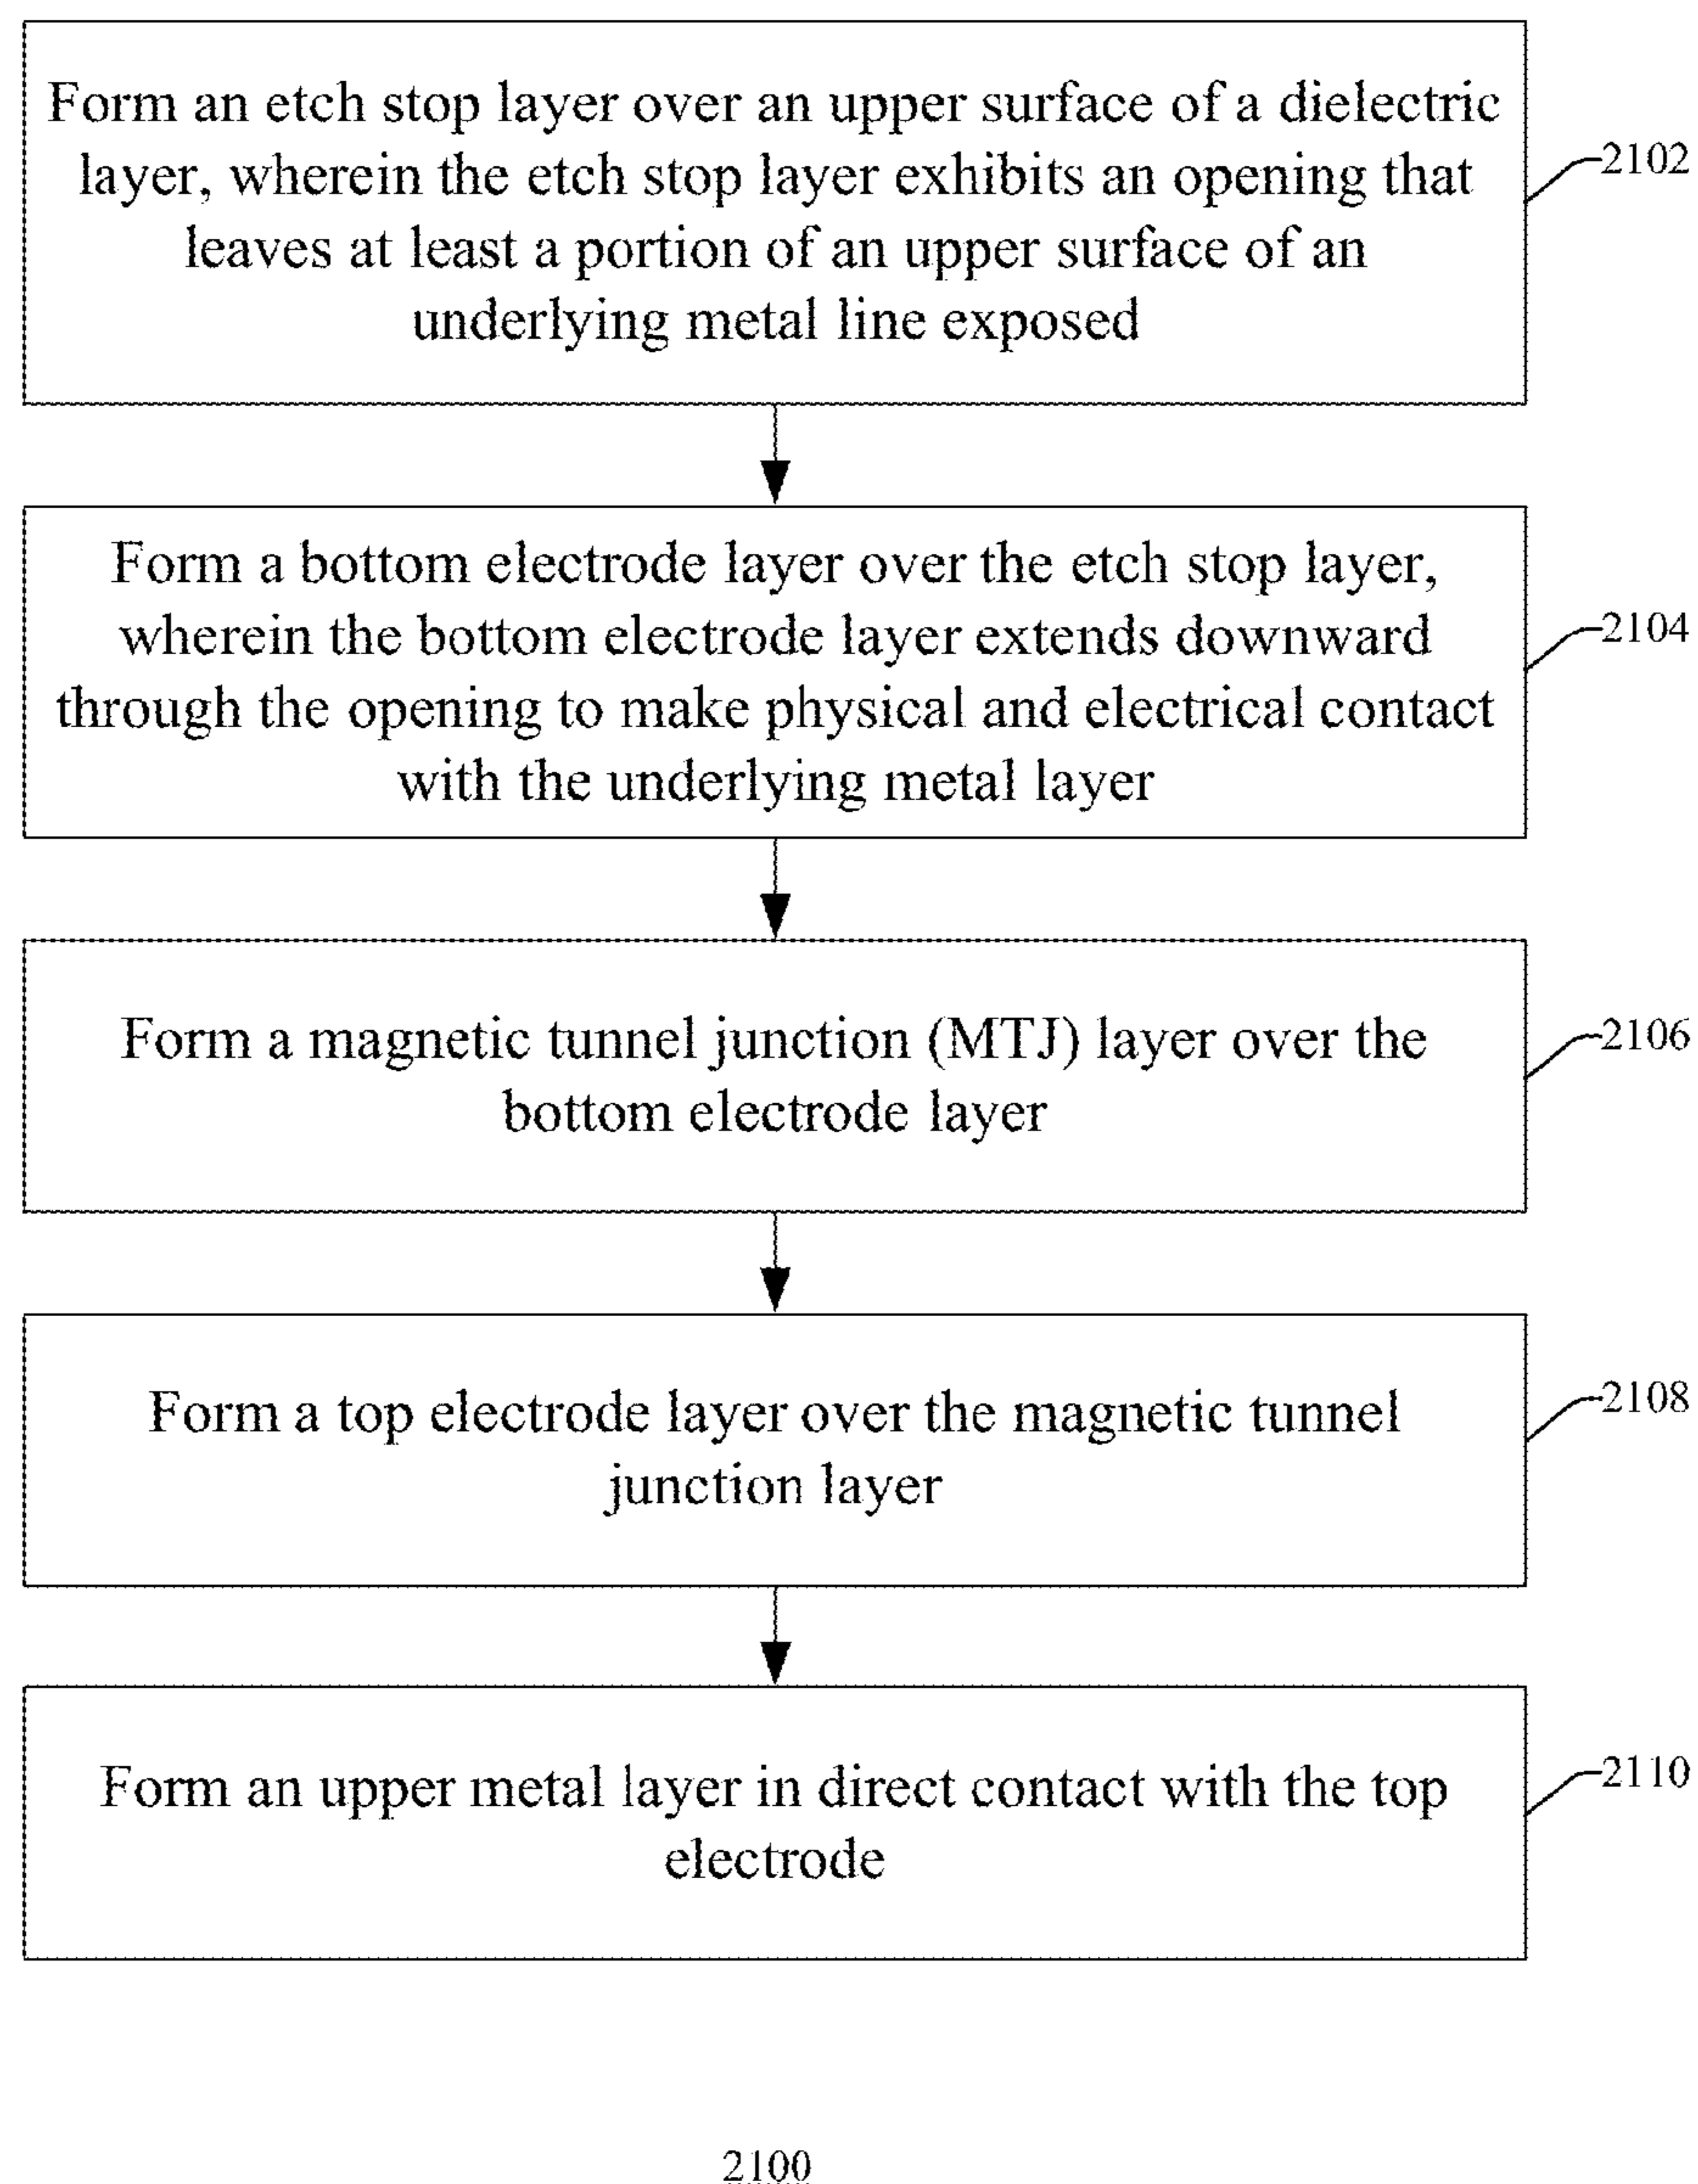 Form an etch stop layer over an upper surface of a dielectric
layer, wherein the etch stop layer exhibits an opening that
leaves at least a portion of an upper surface of an
underlying metal line exposed
2102
Form a bottom electrode layer over the etch stop layer,
wherein the bottom electrode layer extends downward
through the opening to make physical and electrical contact
with the underlying metal layer
2104
Form a magnetic tunnel junction (MTJ) layer over the
bottom electrode layer
2106
Form a top electrode layer over the magnetic tunnel
junction layer
2108
Form an upper metal layer in direct contact with the top
electrode
2110
2100